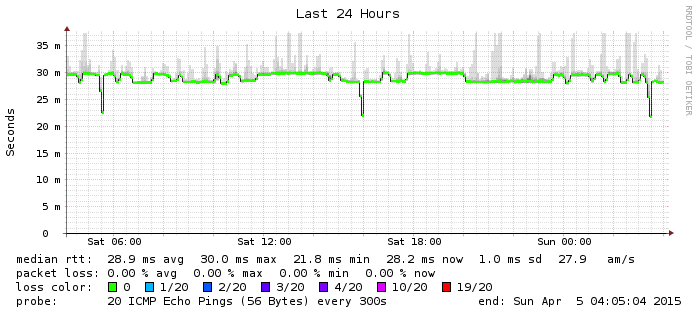 Last 24 Hours
RRDTOOL / TOBI OETIKER
Seconds
35 m
30 m
25 m
20 m
15 m
10 m
5 m
0
Sat 06:00 Sat 12:00 Sat 18:00 Sun 00:00
median rtt: 28.9 ms avg 30.0 ms max 21.8 ms min 28.2 ms now 1.0 ms sd 27.9 am/s
packet loss: 0.00 % avg 0.00 % max 0.00 % min 0.00 % now
loss color: 0 1/20 2/20 3/20 4/20 10/20 19/20
probe: 20 ICMP Echo Pings (56 Bytes) every 300s end: Sun Apr 5 04:05:04 2015